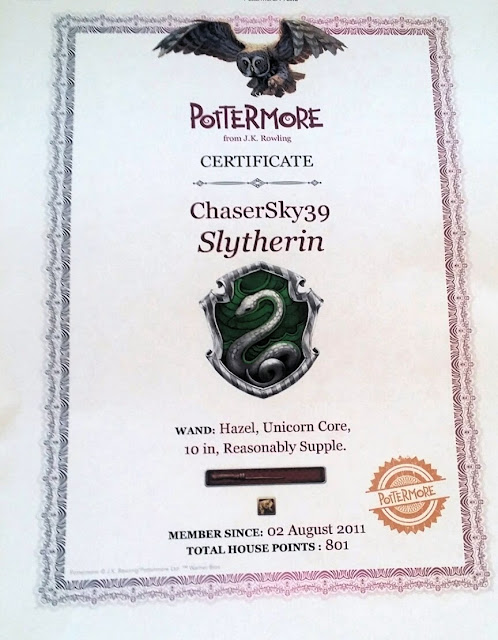 POTTERMORE
from J.K. Rowling
CERTIFICATE
ChaserSky39
Slytherin
WAND: Hazel, Unicorn Core,
10 in, Reasonably Supple.
POTTERMORE
MEMBER SINCE: 02 August 2011
TOTAL HOUSE POINTS : 801